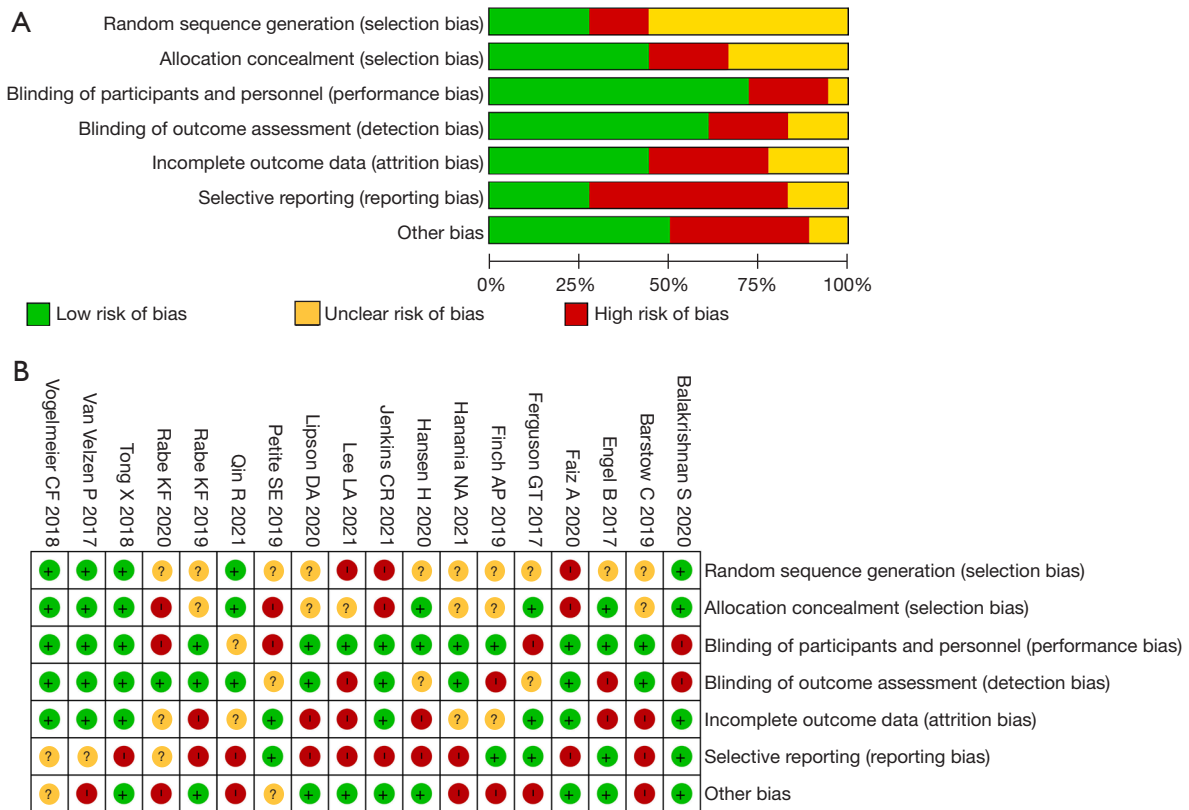 A
Random sequence generation (selection bias)
Allocation concealment (selection bias)
Blinding of participants and personnel (performance bias)
Blinding of outcome assessment (detection bias)
Incomplete outcome data (attrition bias)
Selective reporting (reporting bias)
Other bias
0% 25% 50% 75% 100%
Low risk of bias Unclear risk of bias High risk of bias
B
Vogelmeier CF 2018
Van Velzen P 2017
Tong X 2018
Rabe KF 2020
Rabe KF 2019
Qin R 2021
Petite SE 2019
Lipson DA 2020
Lee LA 2021
Jenkins CR 2021
Hansen H 2020
Hanania NA 2021
Finch AP 2019
Ferguson GT 2017
Faiz A 2020
Engel B 2017
Barstow C 2019
Balakrishnan S 2020
+ + + ? ? + ? ? - - ? ? ? ? - ? ? + Random sequence generation (selection bias)
+ + + - ? + - ? ? - + ? ? + - + ? + Allocation concealment (selection bias)
+ + + - + ? - + + + + + + - + + + - Blinding of participants and personnel (performance bias)
+ + + + + + ? + - + ? + - ? + - + - Blinding of outcome assessment (detection bias)
+ + + ? - ? + - - + - ? ? + + - - + Incomplete outcome data (attrition bias)
? ? - ? - - + - - - - - + + - + - + Selective reporting (reporting bias)
? - + - + - ? + + + + - - - + + - + Other bias